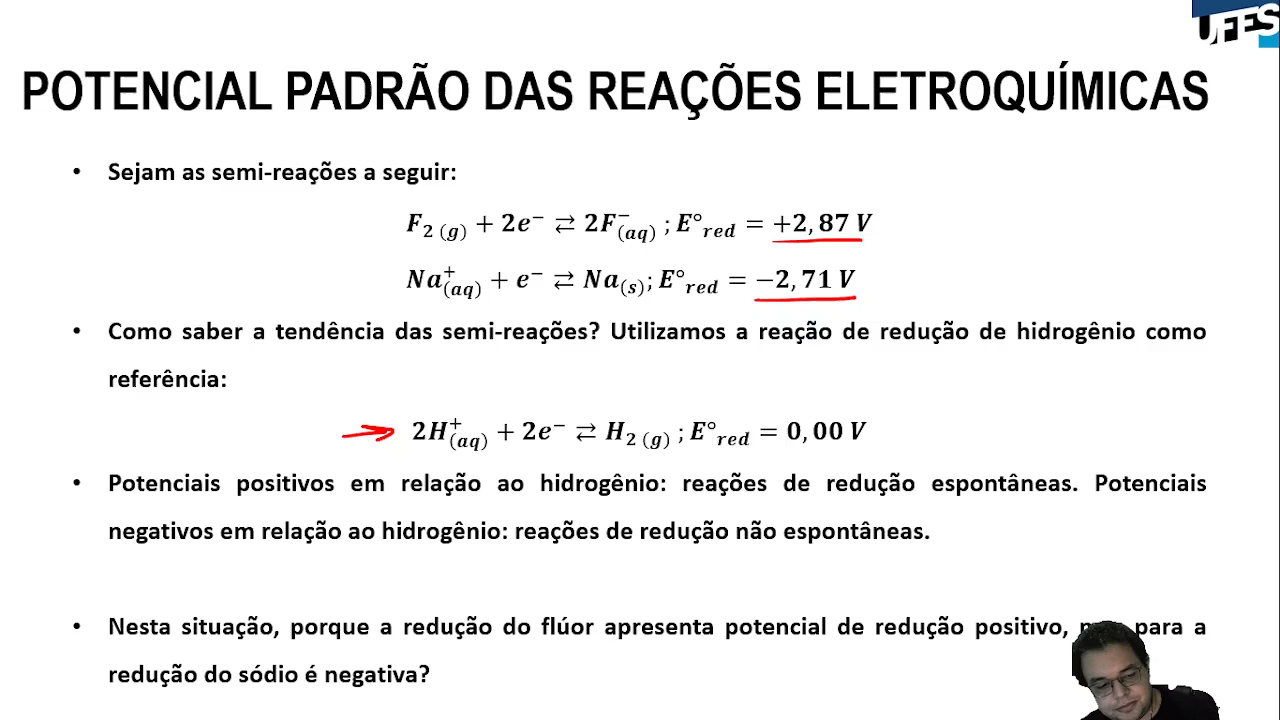 UFES
POTENCIAL PADRÃO DAS REAÇÕES ELETROQUÍMICAS
• Sejam as semi-reações a seguir:
F₂ (g) + 2e⁻ ⇄ 2F⁻(aq) ; E°red = +2,87 V
Na⁺(aq) + e⁻ ⇄ Na(s); E°red = −2,71 V
• Como saber a tendência das semi-reações? Utilizamos a reação de redução de hidrogênio como
referência:
2H⁺(aq) + 2e⁻ ⇄ H₂ (g) ; E°red = 0,00 V
• Potenciais positivos em relação ao hidrogênio: reações de redução espontâneas. Potenciais
negativos em relação ao hidrogênio: reações de redução não espontâneas.
• Nesta situação, porque a redução do flúor apresenta potencial de redução positivo, para a
redução do sódio é negativa?